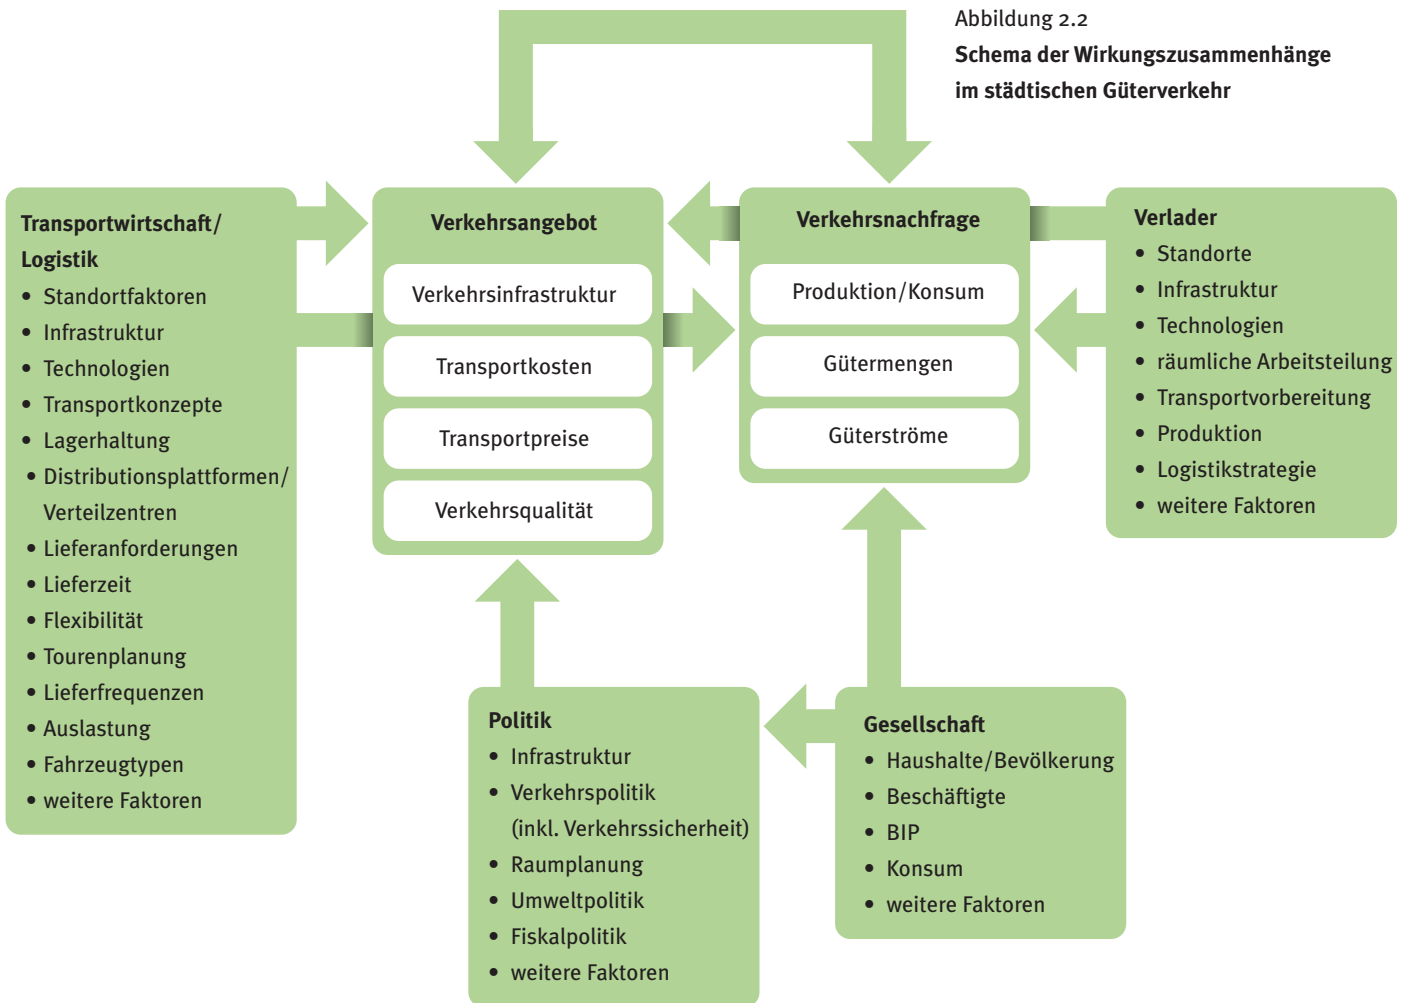 Abbildung 2.2
Schema der Wirkungszusammenhänge
im städtischen Güterverkehr
Transportwirtschaft/
Logistik
• Standortfaktoren
• Infrastruktur
• Technologien
• Transportkonzepte
• Lagerhaltung
• Distributionsplattformen/
Verteilzentren
• Lieferanforderungen
• Lieferzeit
• Flexibilität
• Tourenplanung
• Lieferfrequenzen
• Auslastung
• Fahrzeugtypen
• weitere Faktoren
Verkehrsangebot
Verkehrsinfrastruktur
Transportkosten
Transportpreise
Verkehrsqualität
Verkehrsnachfrage
Produktion/Konsum
Gütermengen
Güterströme
Verlader
• Standorte
• Infrastruktur
• Technologien
• räumliche Arbeitsteilung
• Transportvorbereitung
• Produktion
• Logistikstrategie
• weitere Faktoren
Politik
• Infrastruktur
• Verkehrspolitik
(inkl. Verkehrssicherheit)
• Raumplanung
• Umweltpolitik
• Fiskalpolitik
• weitere Faktoren
Gesellschaft
• Haushalte/Bevölkerung
• Beschäftigte
• BIP
• Konsum
• weitere Faktoren